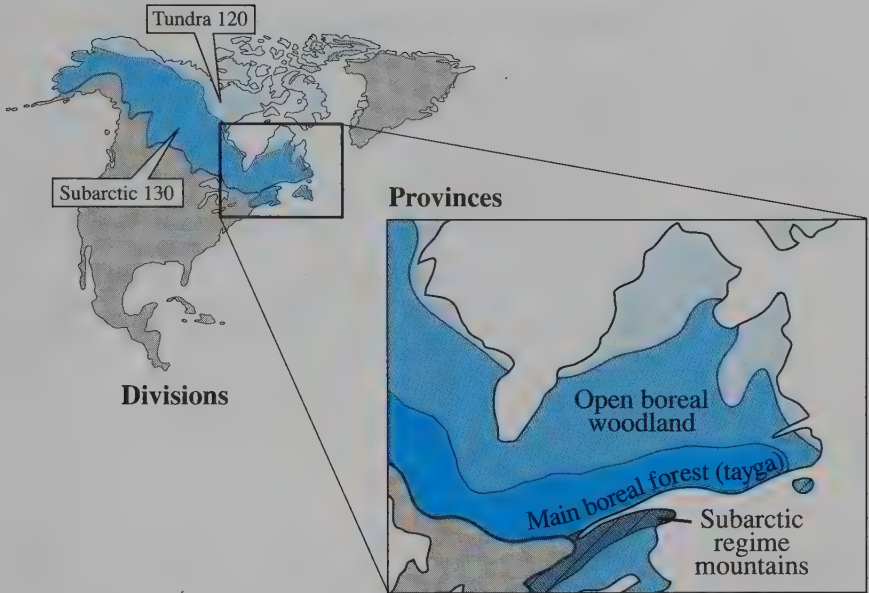 Tundra 120
Subarctic 130
Divisions
Provinces
Open boreal
woodland
Main boreal forest (tayga)
Subarctic
regime
mountains